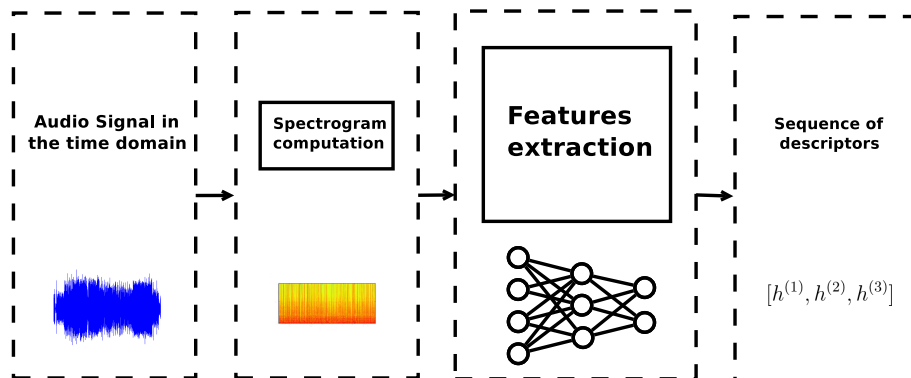 Audio Signal in
the time domain
Spectrogram
computation
Features
extraction
Sequence of
descriptors
[h^{(1)}, h^{(2)}, h^{(3)}]